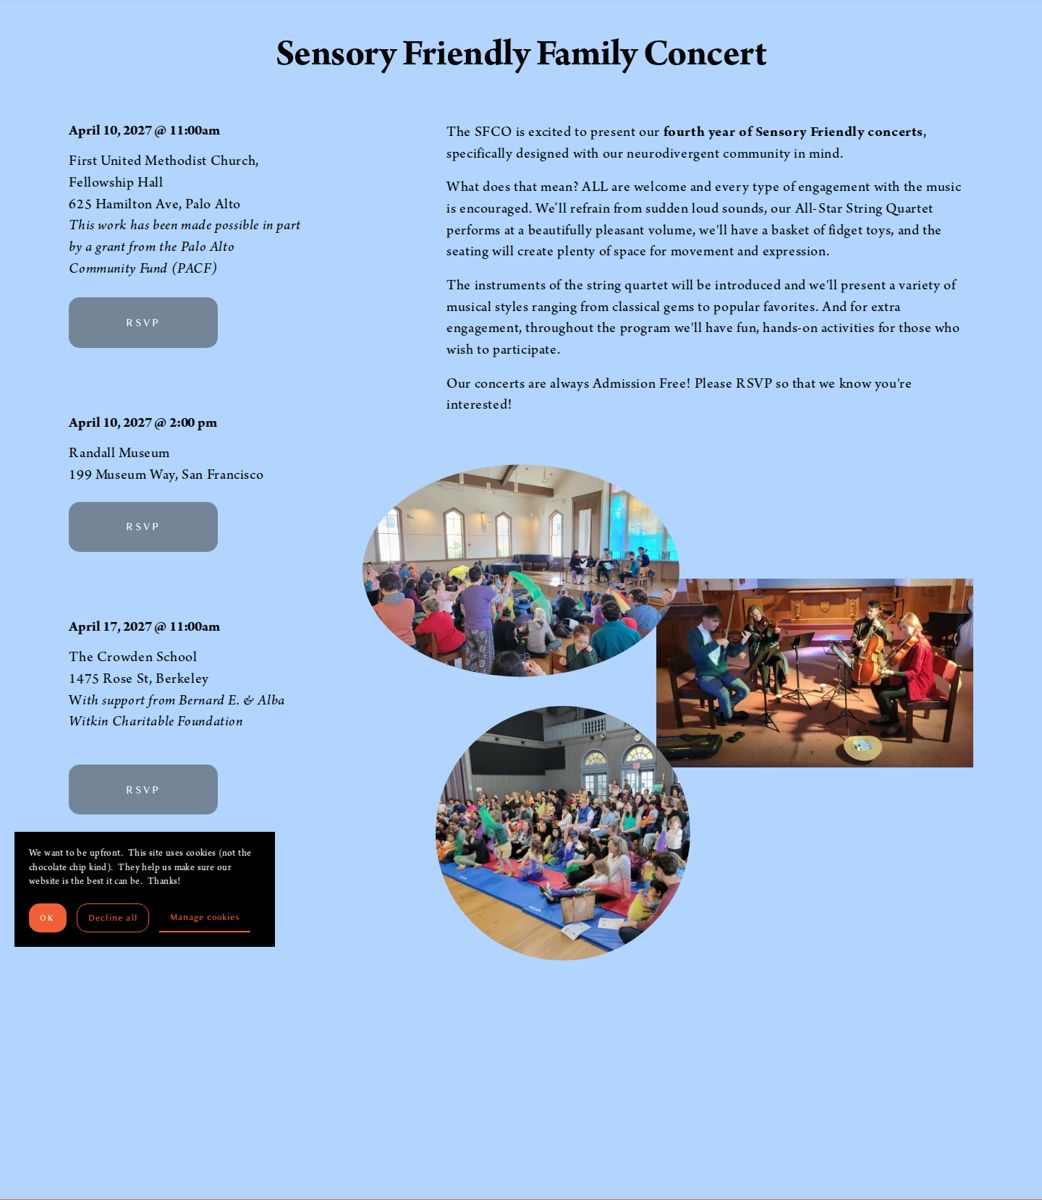 Sensory Friendly Family Concert
April 10, 2027 @ 11:00am
First United Methodist Church,
Fellowship Hall
625 Hamilton Ave, Palo Alto
This work has been made possible in part
by a grant from the Palo Alto
Community Fund (PACF)
RSVP
April 10, 2027 @ 2:00 pm
Randall Museum
199 Museum Way, San Francisco
RSVP
April 17, 2027 @ 11:00am
The Crowden School
1475 Rose St, Berkeley
With support from Bernard E. & Alba
Witkin Charitable Foundation
RSVP
The SFCO is excited to present our fourth year of Sensory Friendly concerts,
specifically designed with our neurodivergent community in mind.
What does that mean? ALL are welcome and every type of engagement with the music
is encouraged. We’ll refrain from sudden loud sounds, our All-Star String Quartet
performs at a beautifully pleasant volume, we'll have a basket of fidget toys, and the
seating will create plenty of space for movement and expression.
The instruments of the string quartet will be introduced and we'll present a variety of
musical styles ranging from classical gems to popular favorites. And for extra
engagement, throughout the program we'll have fun, hands-on activities for those who
wish to participate.
Our concerts are always Admission Free! Please RSVP so that we know you're
interested!
We want to be upfront. This site uses cookies (not the
chocolate chip kind). They help us make sure our
website is the best it can be. Thanks!
OK
Decline all
Manage cookies